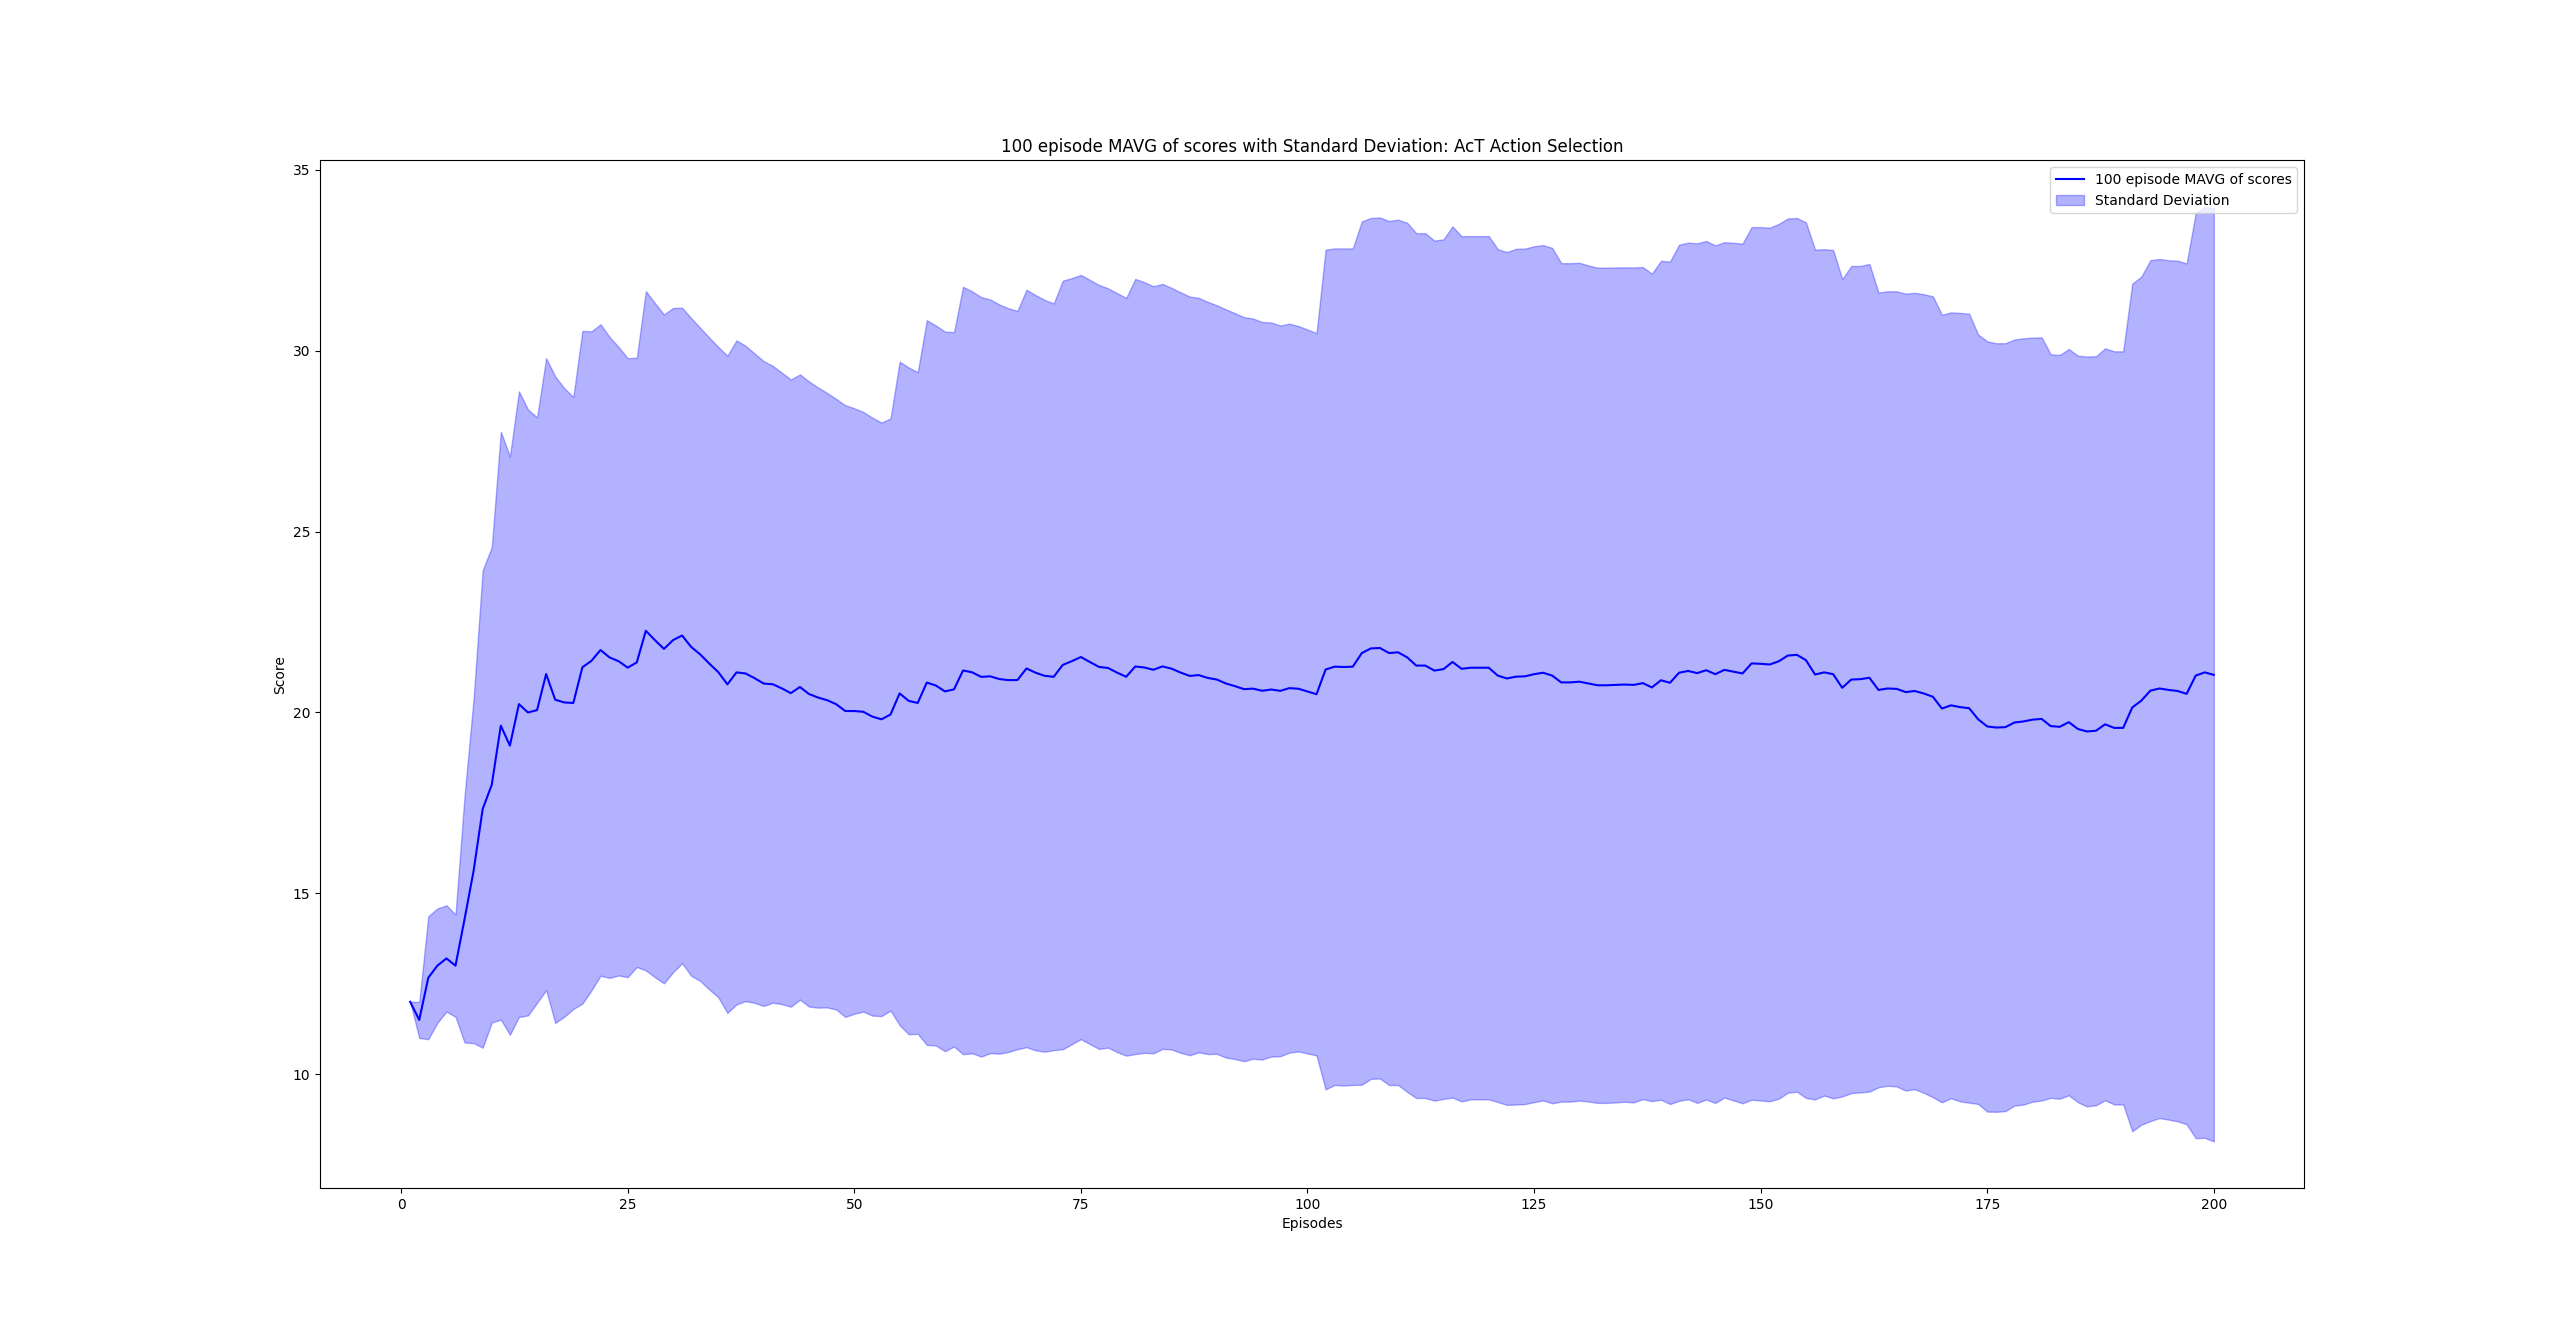 100 episode MAVG of scores with Standard Deviation: AcT Action Selection
35
30
25
20
15
10
Score
100 episode MAVG of scores
Standard Deviation
0 25 50 75 100 125 150 175 200
Episodes